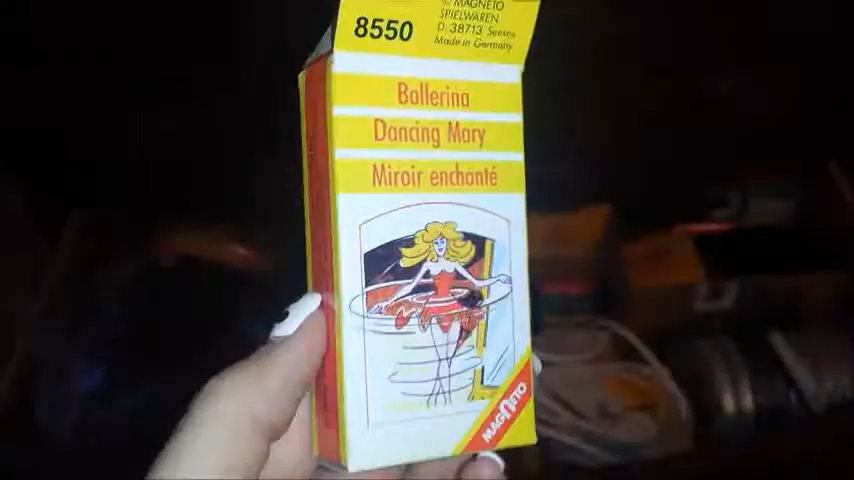 8550
© MAGNETO
SPIELWAREN
D 38713 Seesen
Made in Germany
Ballerina
Dancing Mary
Miroir enchanté
MAGNETO